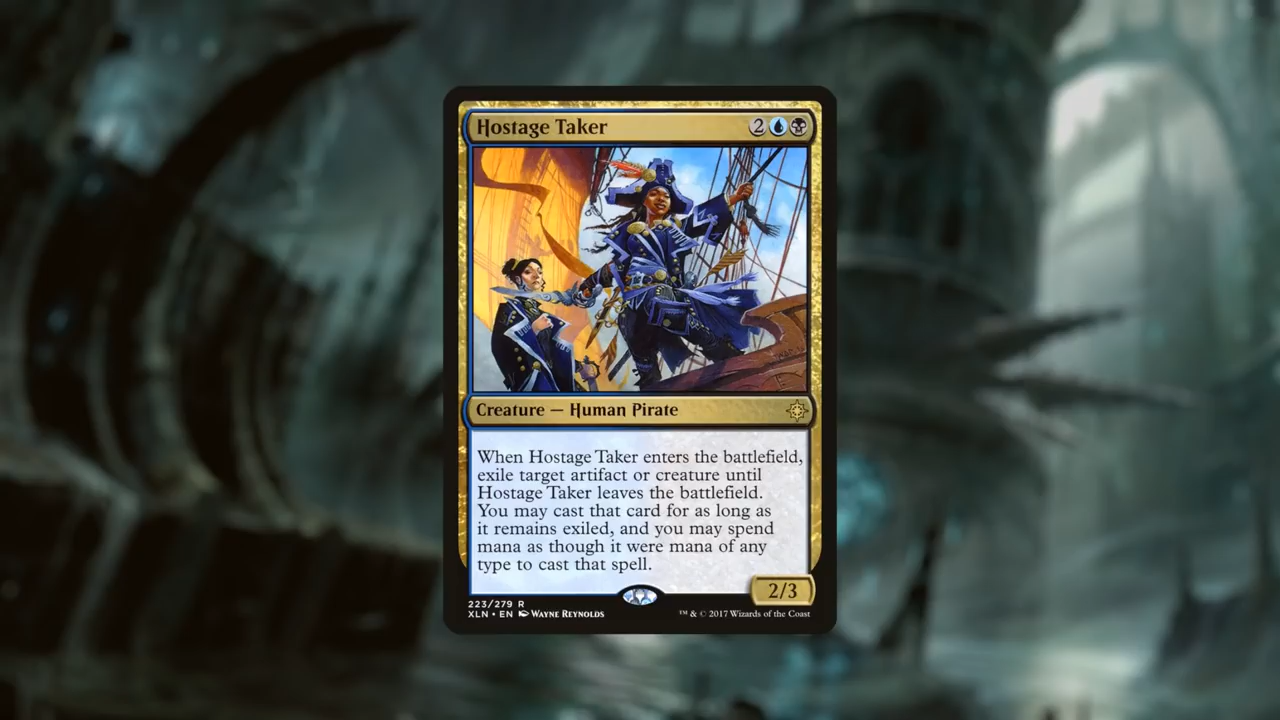 Hostage Taker 2
Creature — Human Pirate
When Hostage Taker enters the battlefield,
exile target artifact or creature until
Hostage Taker leaves the battlefield.
You may cast that card for as long as
it remains exiled, and you may spend
mana as though it were mana of any
type to cast that spell.
2/3
223/279 R
XLN • EN Wayne Reynolds
™ & © 2017 Wizards of the Coast